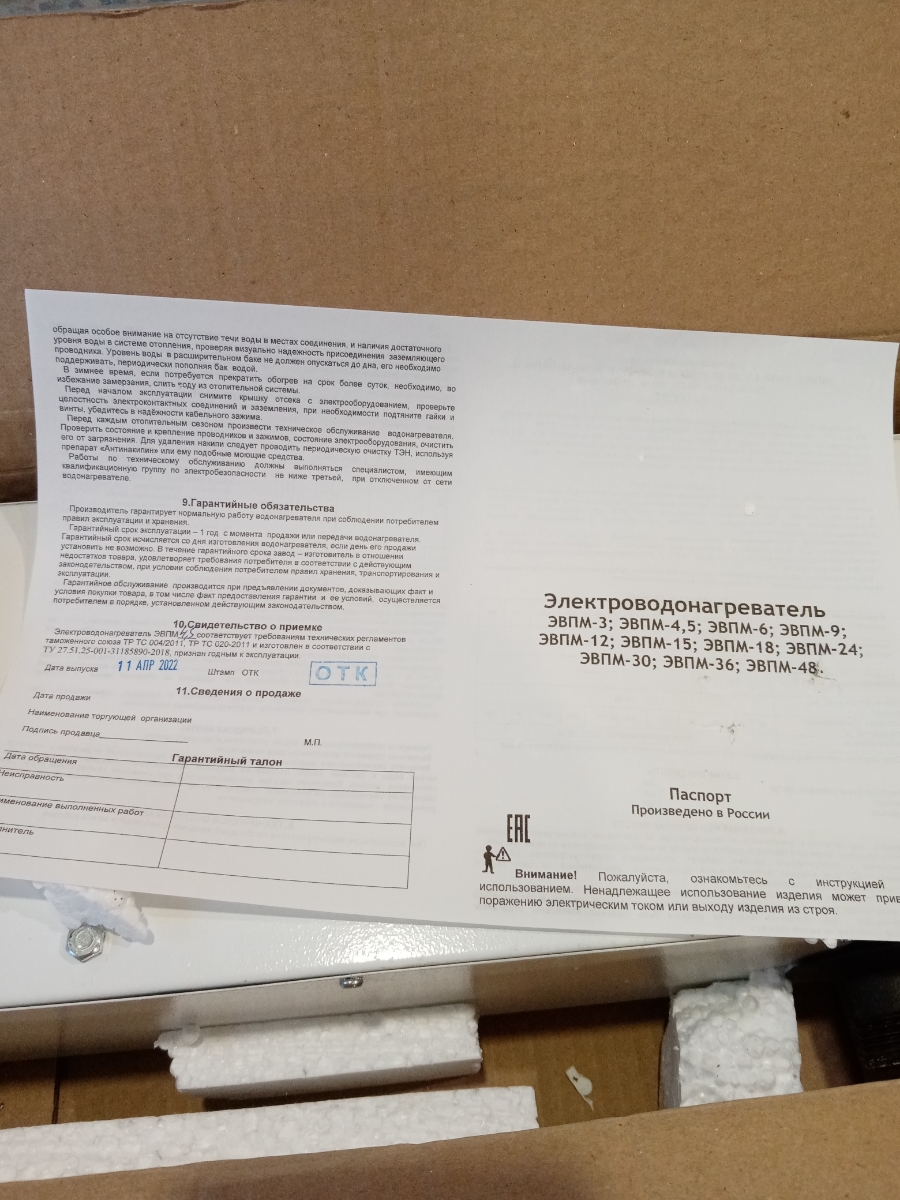 обращая особое внимание на отсутствие течи воды в местах соединения, и наличия достаточного
уровня воды в системе отопления, проверяя визуально надежность присоединения заземляющего
проводника. Уровень воды в расширительном баке не должен опускаться до дна, его необходимо
поддерживать, периодически пополняя бак водой.
В зимнее время, если потребуется прекратить обогрев на срок более суток, необходимо, во
избежание замерзания, слить воду из отопительной системы.
Перед началом эксплуатации снимите крышку отсека с электрооборудованием, проверьте
целостность электроконтактных соединений и заземления, при необходимости подтяните гайки и
винты, убедитесь в надёжности кабельного зажима.
Перед каждым отопительным сезоном произвести техническое обслуживание водонагревателя.
Проверить состояние и крепление проводников и зажимов, состояние электрооборудования, очистить
его от загрязнения. Для удаления накипи следует проводить периодическую очистку ТЭН, используя
препарат «Антинакипин» или ему подобные моющие средства.
Работы по техническому обслуживанию должны выполняться специалистом, имеющим
квалификационную группу по электробезопасности не ниже третьей, при отключенном от сети
водонагревателе.
9.Гарантийные обязательства
Производитель гарантирует нормальную работу водонагревателя при соблюдении потребителем
правил эксплуатации и хранения.
Гарантийный срок эксплуатации – 1 год с момента продажи или передачи водонагревателя.
Гарантийный срок исчисляется со дня изготовления водонагревателя, если день его продажи
установить не возможно. В течение гарантийного срока завод – изготовитель в отношении
недостатков товара, удовлетворяет требования потребителя в соответствии с действующим
законодательством, при условии соблюдения потребителем правил хранения, транспортирования и
эксплуатации.
Гарантийное обслуживание производится при предъявлении документов, доказывающих факт и
условия покупки товара, в том числе факт предоставления гарантии и ее условий, осуществляется
потребителем в порядке, установленном действующим законодательством.
10.Свидетельство о приемке
Электроводонагреватель ЭВПМ 4,5 соответствует требованиям технических регламентов
таможенного союза ТР ТС 004/2011, ТР ТС 020-2011 и изготовлен в соответствии с
ТУ 27.51.25-001-31185890-2018, признан годным к эксплуатации.
Дата выпуска 11 АПР 2022 Штамп ОТК ОТК
11.Сведения о продаже
Дата продажи
Наименование торгующей организации
Подпись продавца
М.П.
Гарантийный талон
Дата обращения
Неисправность
именование выполненных работ
Электроводонагреватель
ЭВПМ-3; ЭВПМ-4,5; ЭВПМ-6; ЭВПМ-9;
ЭВПМ-12; ЭВПМ-15; ЭВПМ-18; ЭВПМ-24;
ЭВПМ-30; ЭВПМ-36; ЭВПМ-48.
Паспорт
Произведено в России
EAC
Внимание! Пожалуйста, ознакомьтесь с инструкцией
использованием. Ненадлежащее использование изделия может прив
поражению электрическим током или выходу изделия из строя.